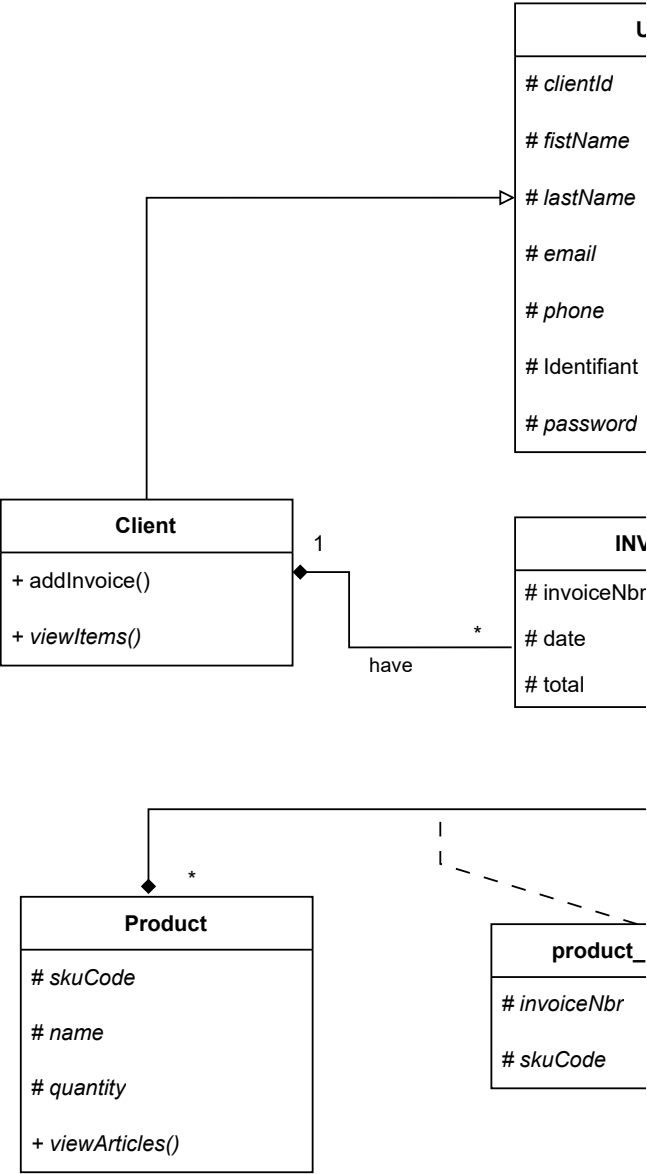 U
# clientId
# fistName
# lastName
# email
# phone
# Identifiant
# password
Client
+ addInvoice()
+ viewItems()
1
*
have
INV
# invoiceNbr
# date
# total
*
Product
# skuCode
# name
# quantity
+ viewArticles()
product_
# invoiceNbr
# skuCode